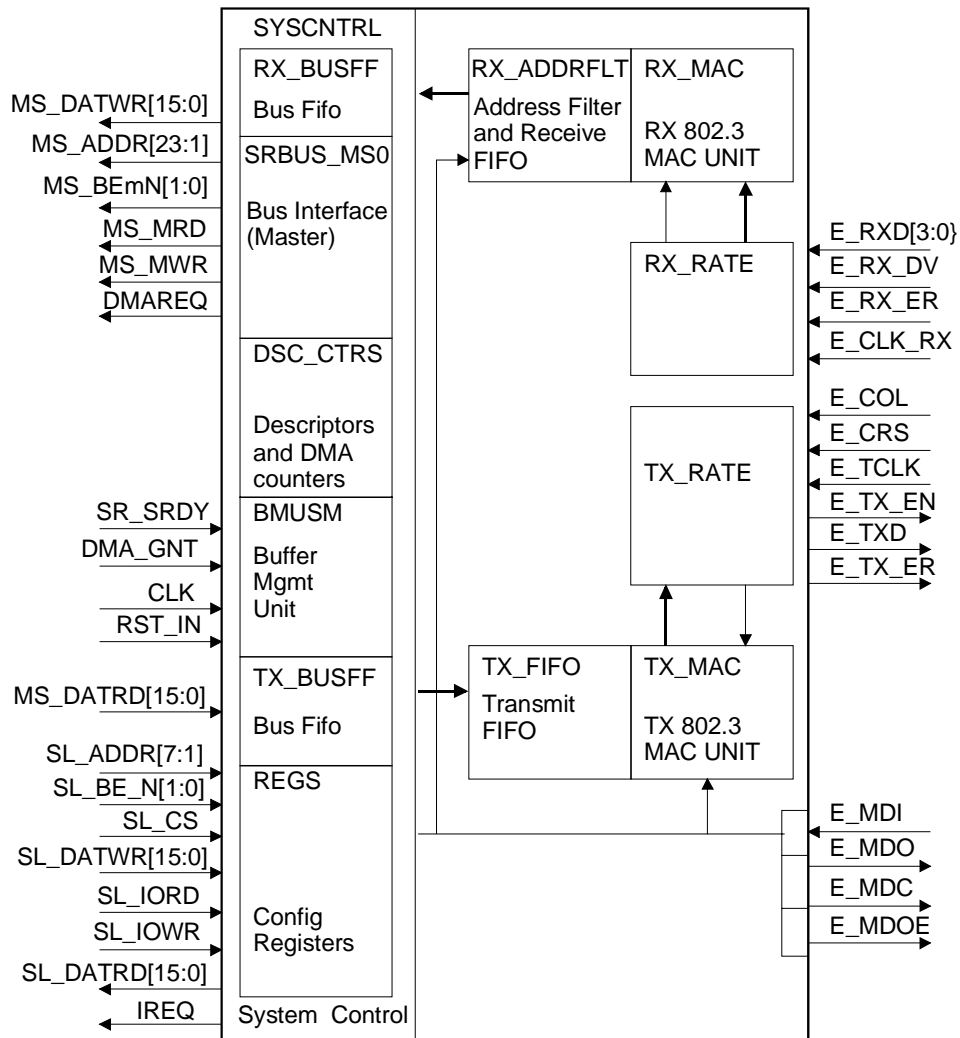 SYSCNTRL
RX_BUSFF
Bus Fifo
SRBUS_MS0
Bus Interface
(Master)
DSC_CTRS
Descriptors
and DMA
counters
BMUSM
Buffer
Mgmt
Unit
TX_BUSFF
Bus Fifo
REGS
Config
Registers
System Control
MS_DATWR[15:0]
MS_ADDR[23:1]
MS_BEmN[1:0]
MS_MRD
MS_MWR
DMAREQ
SR_SRDY
DMA_GNT
CLK
RST_IN
MS_DATRD[15:0]
SL_ADDR[7:1]
SL_BE_N[1:0]
SL_CS
SL_DATWR[15:0]
SL_IORD
SL_IOWR
SL_DATRD[15:0]
IREQ
RX_ADDRFLT
Address Filter
and Receive
FIFO
RX_MAC
RX 802.3
MAC UNIT
RX_RATE
TX_RATE
TX_FIFO
Transmit
FIFO
TX_MAC
TX 802.3
MAC UNIT
E_RXD[3:0}
E_RX_DV
E_RX_ER
E_CLK_RX
E_COL
E_CRS
E_TCLK
E_TX_EN
E_TXD
E_TX_ER
E_MDI
E_MDO
E_MDC
E_MDOE